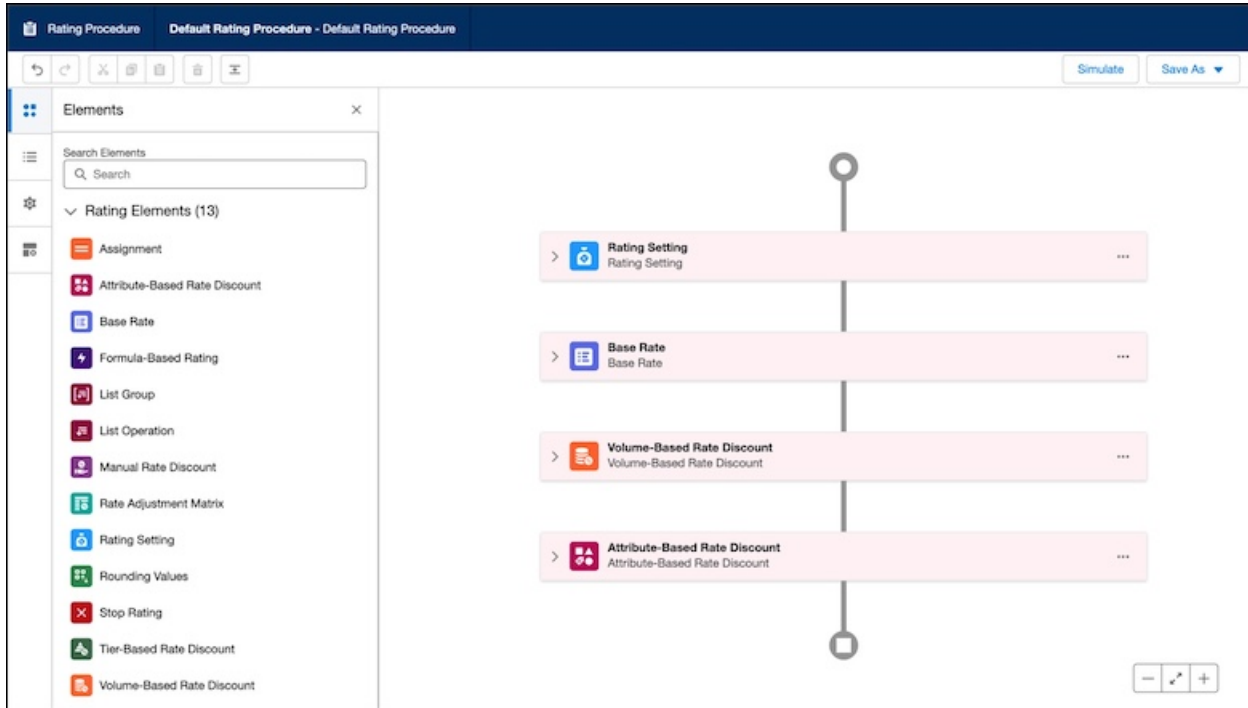 Rating Procedure
Default Rating Procedure - Default Rating Procedure
Simulate
Save As
Elements
Search Elements
Search
Rating Elements (13)
Assignment
Attribute-Based Rate Discount
Base Rate
Formula-Based Rating
List Group
List Operation
Manual Rate Discount
Rate Adjustment Matrix
Rating Setting
Rounding Values
Stop Rating
Tier-Based Rate Discount
Volume-Based Rate Discount
Rating Setting
Rating Setting
Base Rate
Base Rate
Volume-Based Rate Discount
Volume-Based Rate Discount
Attribute-Based Rate Discount
Attribute-Based Rate Discount